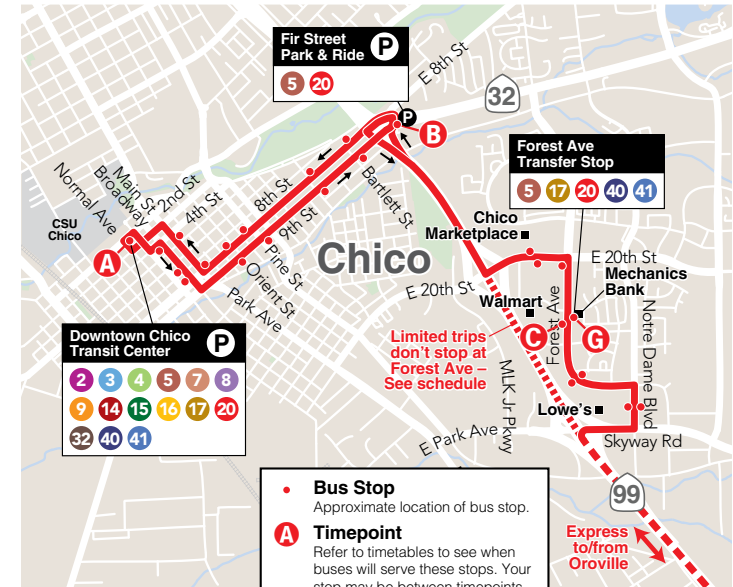 Fir Street
Park & Ride
P
5 20
E 8th St
32
P
B
Forest Ave
Transfer Stop
5 17 20 40 41
Main St
Broadway
Normal Ave
2nd St
4th St
8th St
9th St
Bartlett St
CSU
Chico
A
Pine St
Orient St
Park Ave
Chico
Chico
Marketplace
E 20th St
E 20th St
Mechanics
Bank
Walmart
Forest Ave
C
G
Notre Dame Blvd
Limited trips
don't stop at
Forest Ave –
See schedule
MLK Jr Pkwy
Lowe's
E Park Ave
Skyway Rd
Downtown Chico
Transit Center
P
2 3 4 5 7 8
9 14 15 16 17 20
32 40 41
99
Express
to/from
Oroville
Bus Stop
Approximate location of bus stop.
A Timepoint
Refer to timetables to see when
buses will serve these stops. Your
stop may be between timepoints